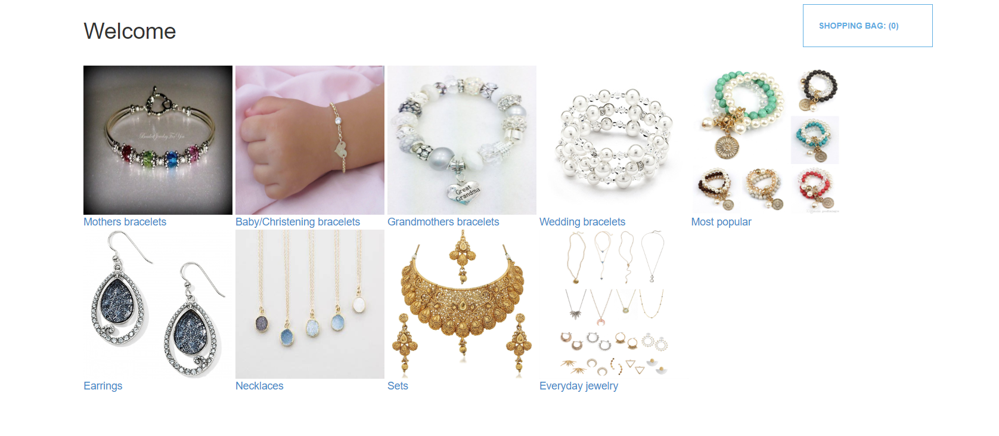 Welcome
SHOPPING BAG: (0)
BeadedJewelryForYou
Great
Grandma
Mothers bracelets
Baby/Christening bracelets
Grandmothers bracelets
Wedding bracelets
Most popular
Earrings
Necklaces
Sets
Everyday jewelry